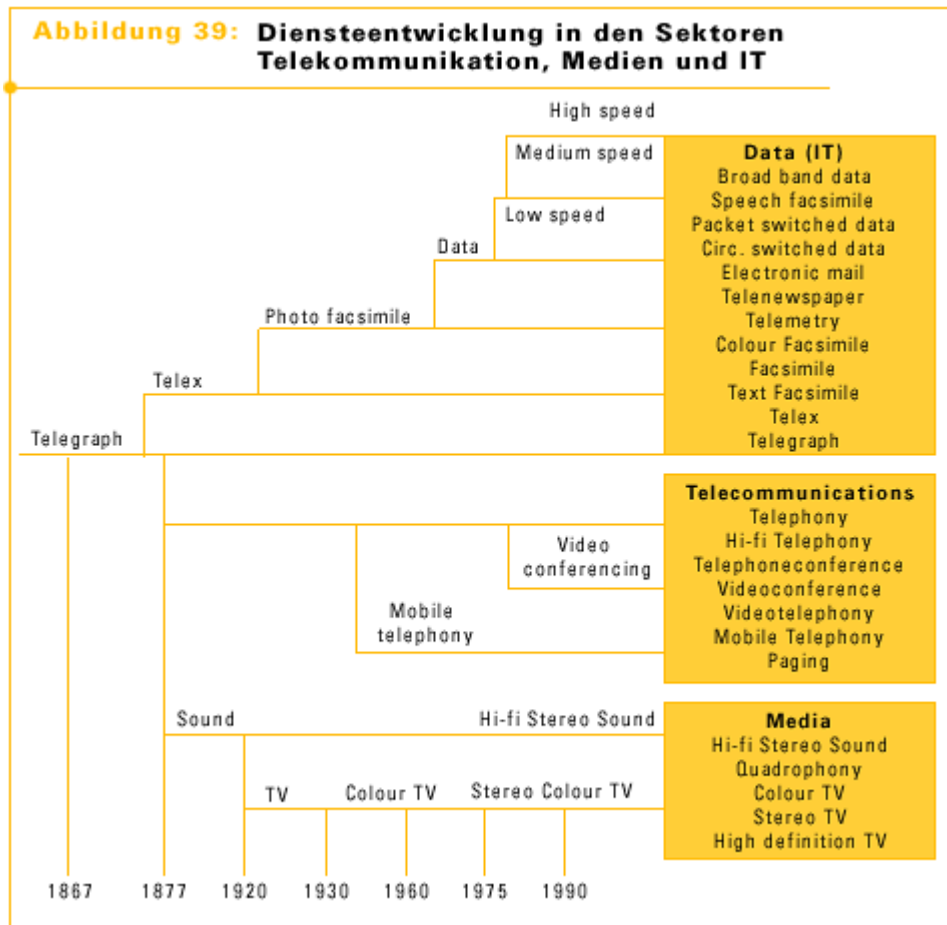 Abbildung 39: Diensteentwicklung in den Sektoren
Telekommunikation, Medien und IT
High speed
Medium speed
Low speed
Data
Photo facsimile
Telex
Telegraph
Data (IT)
Broad band data
Speech facsimile
Packet switched data
Circ. switched data
Electronic mail
Telenewspaper
Telemetry
Colour Facsimile
Facsimile
Text Facsimile
Telex
Telegraph
Video
conferencing
Mobile
telephony
Telecommunications
Telephony
Hi-fi Telephony
Telephoneconference
Videoconference
Videotelephony
Mobile Telephony
Paging
Sound
Hi-fi Stereo Sound
TV
Colour TV
Stereo Colour TV
Media
Hi-fi Stereo Sound
Quadrophony
Colour TV
Stereo TV
High definition TV
1867 1877 1920 1930 1960 1975 1990